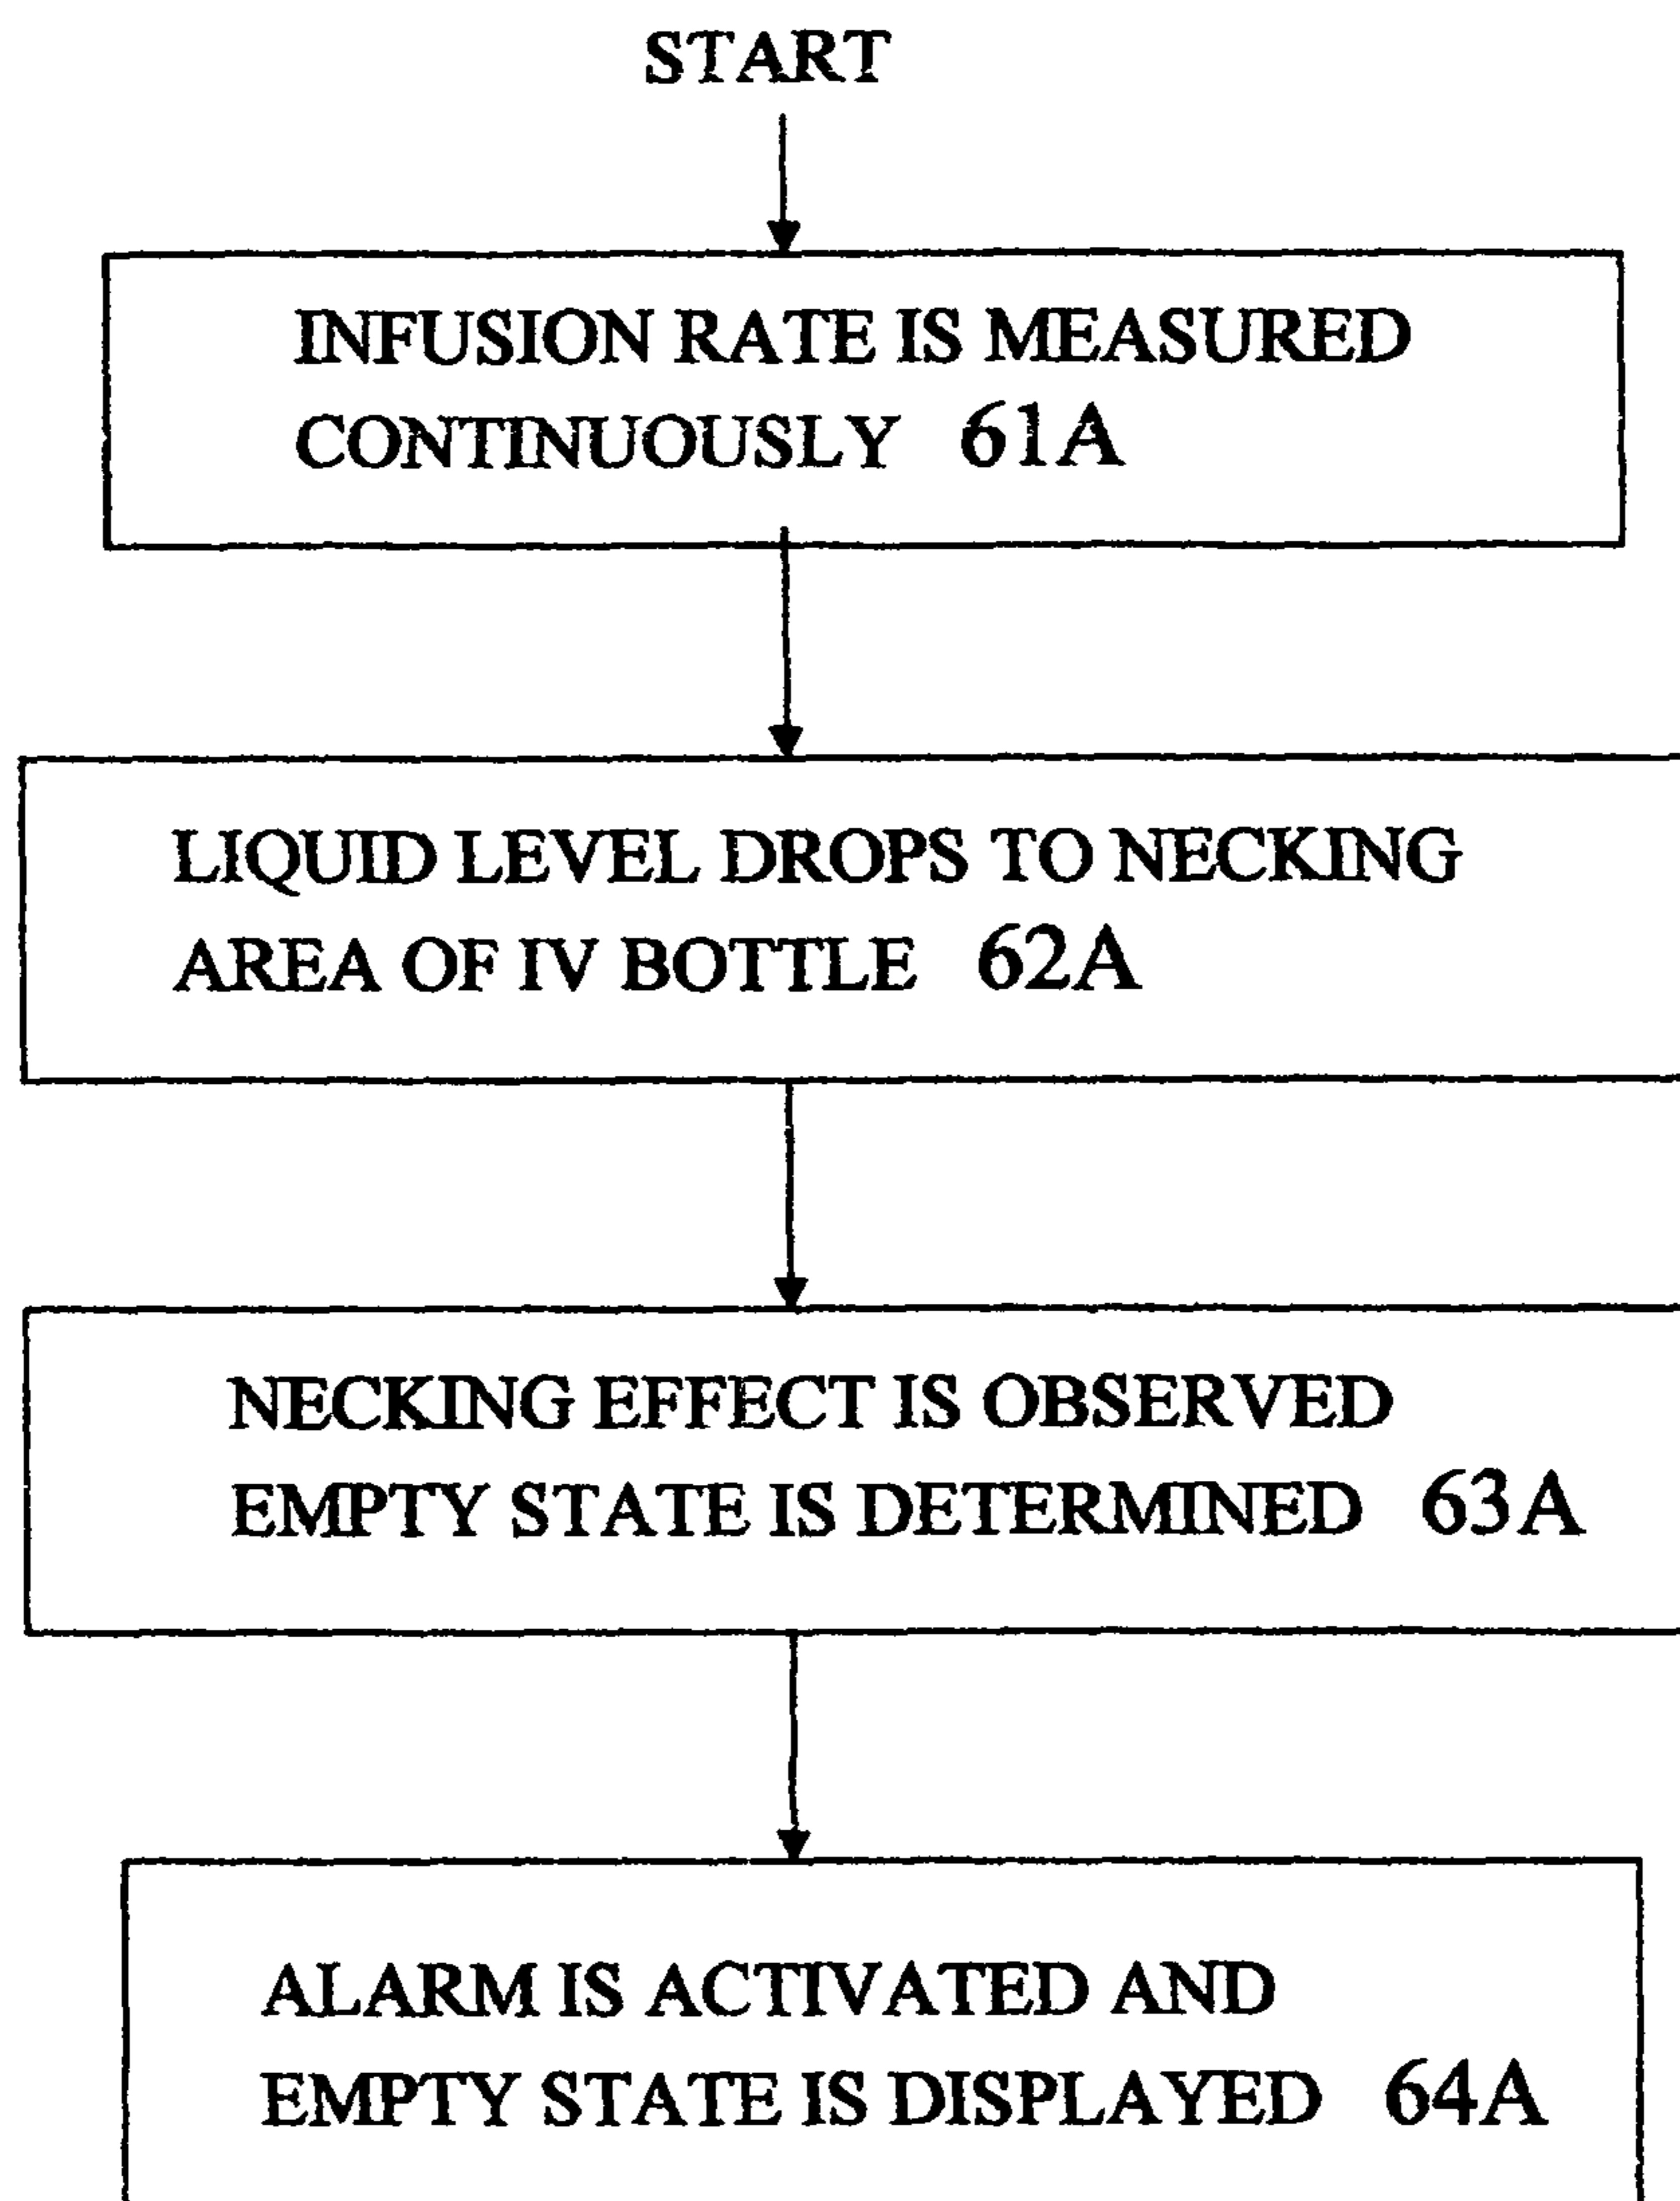 START
INFUSION RATE IS MEASURED
CONTINUOUSLY 61A
LIQUID LEVEL DROPS TO NECKING
AREA OF IV BOTTLE 62A
NECKING EFFECT IS OBSERVED
EMPTY STATE IS DETERMINED 63A
ALARM IS ACTIVATED AND
EMPTY STATE IS DISPLAYED 64A